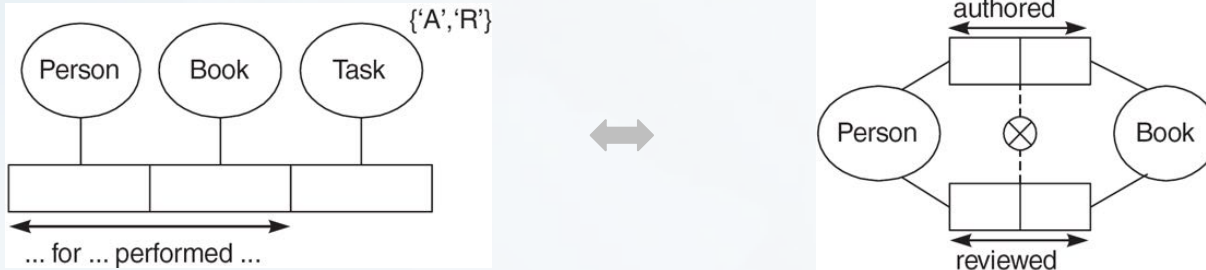 {‘A’,‘R’}
Person
Book
Task
... for ... performed ...
authored
Person
Book
reviewed